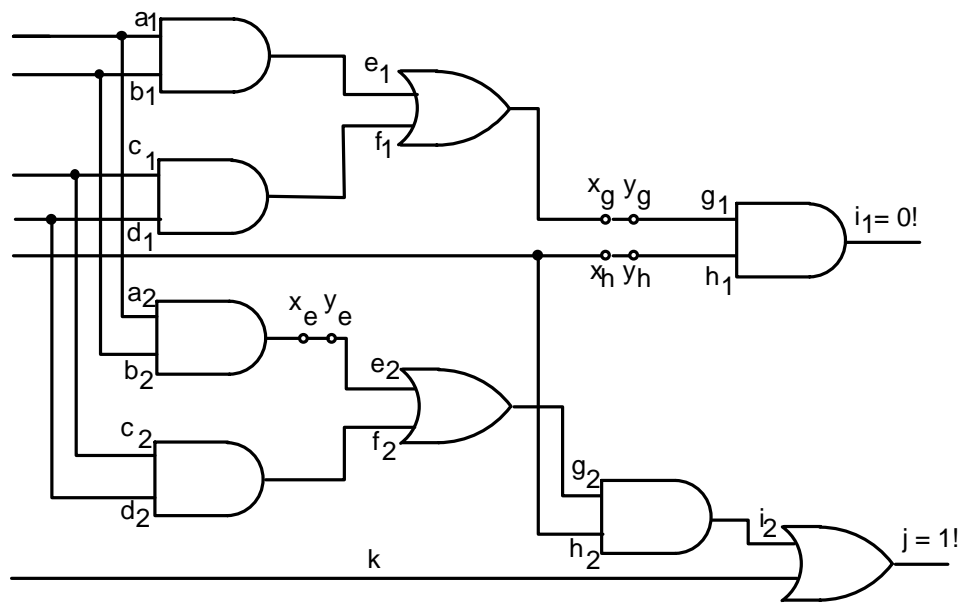 a1
b1
e1
f1
c1
d1
xg yg
g1
i1= 0!
xh yh
h1
a2
xe ye
b2
e2
f2
c2
d2
g2
h2
i2
j = 1!
k